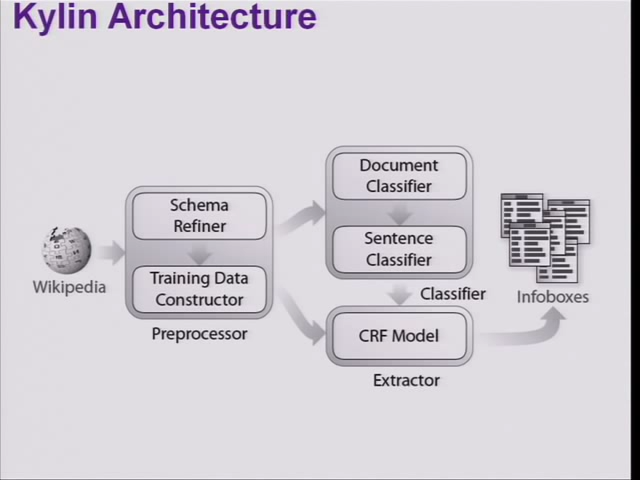 Kylin Architecture
Wikipedia
Schema
Refiner
Training Data
Constructor
Preprocessor
Document
Classifier
Sentence
Classifier
Classifier
CRF Model
Extractor
Infoboxes